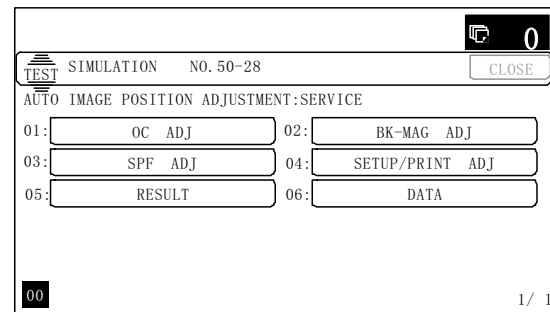 0
TEST SIMULATION NO.50-28 CLOSE
AUTO IMAGE POSITION ADJUSTMENT:SERVICE
01: OC ADJ 02: BK-MAG ADJ
03: SPF ADJ 04: SETUP/PRINT ADJ
05: RESULT 06: DATA
00 1/ 1